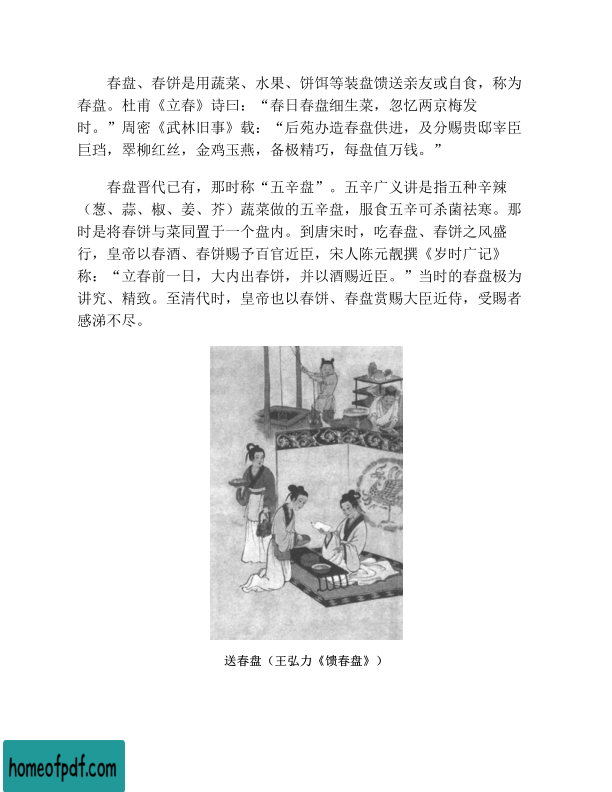 春盘、春饼是用蔬菜、水果、饼饵等装盘馈送亲友或自食，称为
春盘。杜甫《立春》诗曰：“春日春盘细生菜，忽忆两京梅发
时。”周密《武林旧事》载：“后苑办造春盘供进，及分赐贵邸宰臣
巨珰，翠柳红丝，金鸡玉燕，备极精巧，每盘值万钱。”
春盘晋代已有，那时称“五辛盘”。五辛广义讲是指五种辛辣
（葱、蒜、椒、姜、芥）蔬菜做的五辛盘，服食五辛可杀菌祛寒。那
时是将春饼与菜同置于一个盘内。到唐宋时，吃春盘、春饼之风盛
行，皇帝以春酒、春饼赐予百官近臣，宋人陈元靓撰《岁时广记》
称：“立春前一日，大内出春饼，并以酒赐近臣。”当时的春盘极为
讲究、精致。至清代时，皇帝也以春饼、春盘赏赐大臣近侍，受赐者
感涕不尽。
送春盘（王弘力《馈春盘》）
homeofpdf.com